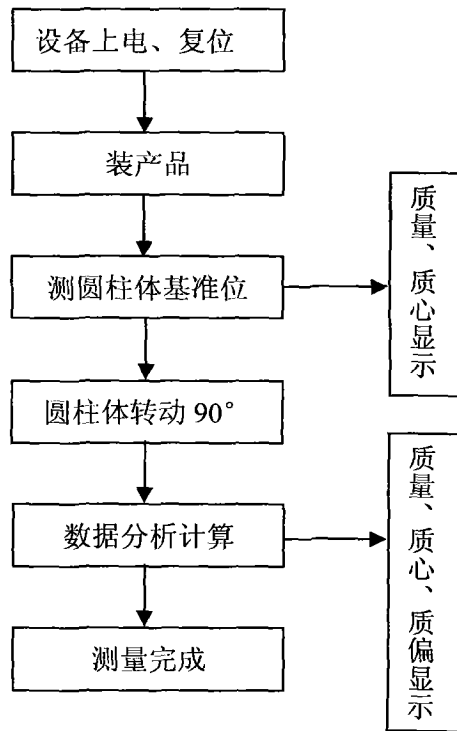 设备上电、复位
装产品
测圆柱体基准位
质量、质心显示
圆柱体转动 90°
数据分析计算
质量、质心、质偏显示
测量完成